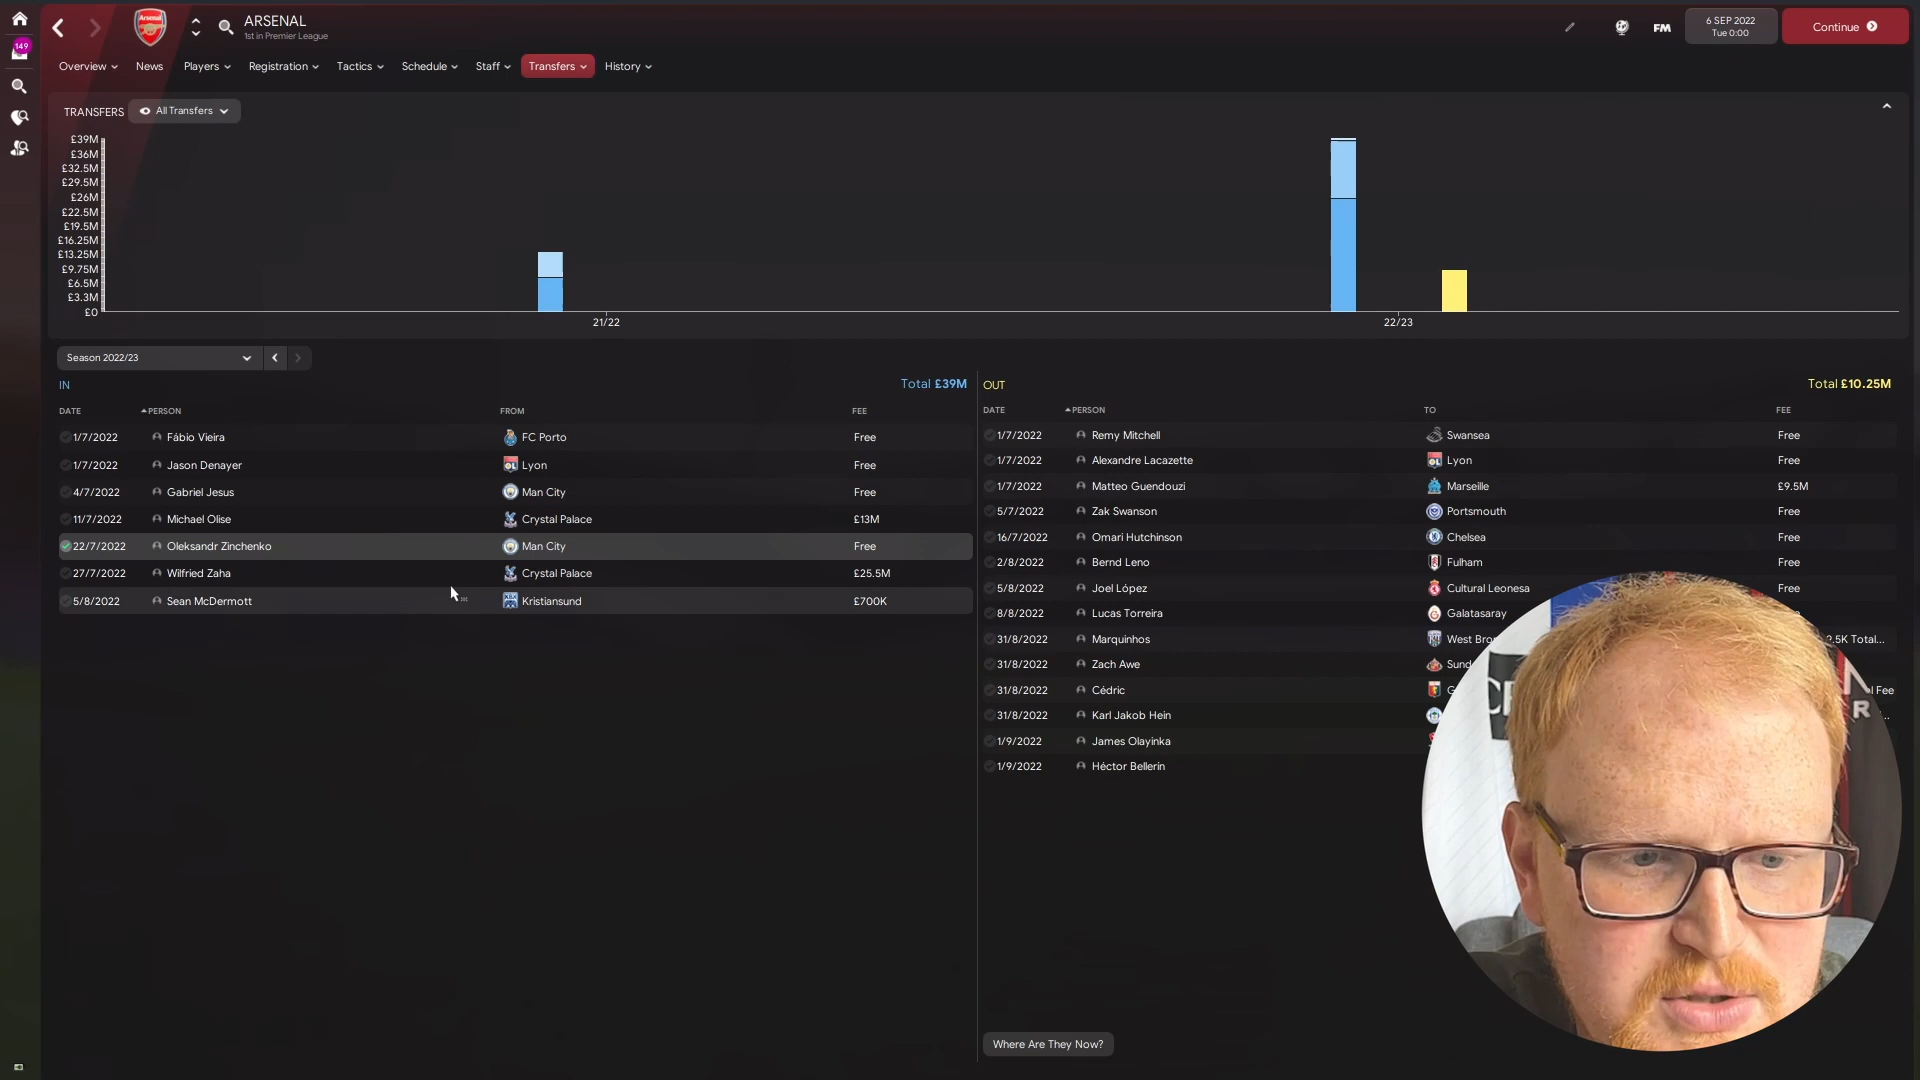 149
ARSENAL
1st in Premier League
FM
6 SEP 2022
Tue 0:00
Continue
Overview News Players Registration Tactics Schedule Staff Transfers History
TRANSFERS All Transfers
£39M
£36M
£32.5M
£29.5M
£26M
£22.5M
£19.5M
£16.25M
£13.25M
£9.75M
£6.5M
£3.3M
£0
21/22 22/23
Season 2022/23
IN Total £39M
DATE PERSON FROM FEE
1/7/2022 Fábio Vieira FC Porto Free
1/7/2022 Jason Denayer Lyon Free
4/7/2022 Gabriel Jesus Man City Free
11/7/2022 Michael Olise Crystal Palace £13M
22/7/2022 Oleksandr Zinchenko Man City Free
27/7/2022 Wilfried Zaha Crystal Palace £25.5M
5/8/2022 Sean McDermott Kristiansund £700K
OUT Total £10.25M
DATE PERSON TO FEE
1/7/2022 Remy Mitchell Swansea Free
1/7/2022 Alexandre Lacazette Lyon Free
1/7/2022 Matteo Guendouzi Marseille £9.5M
5/7/2022 Zak Swanson Portsmouth Free
16/7/2022 Omari Hutchinson Chelsea Free
2/8/2022 Bernd Leno Fulham Free
5/8/2022 Joel López Cultural Leonesa Free
8/8/2022 Lucas Torreira Galatasaray
31/8/2022 Marquinhos West Bro 2.5K Total...
31/8/2022 Zach Awe Sund
31/8/2022 Cédric G l Fee
31/8/2022 Karl Jakob Hein
1/9/2022 James Olayinka
1/9/2022 Héctor Bellerín
Where Are They Now?